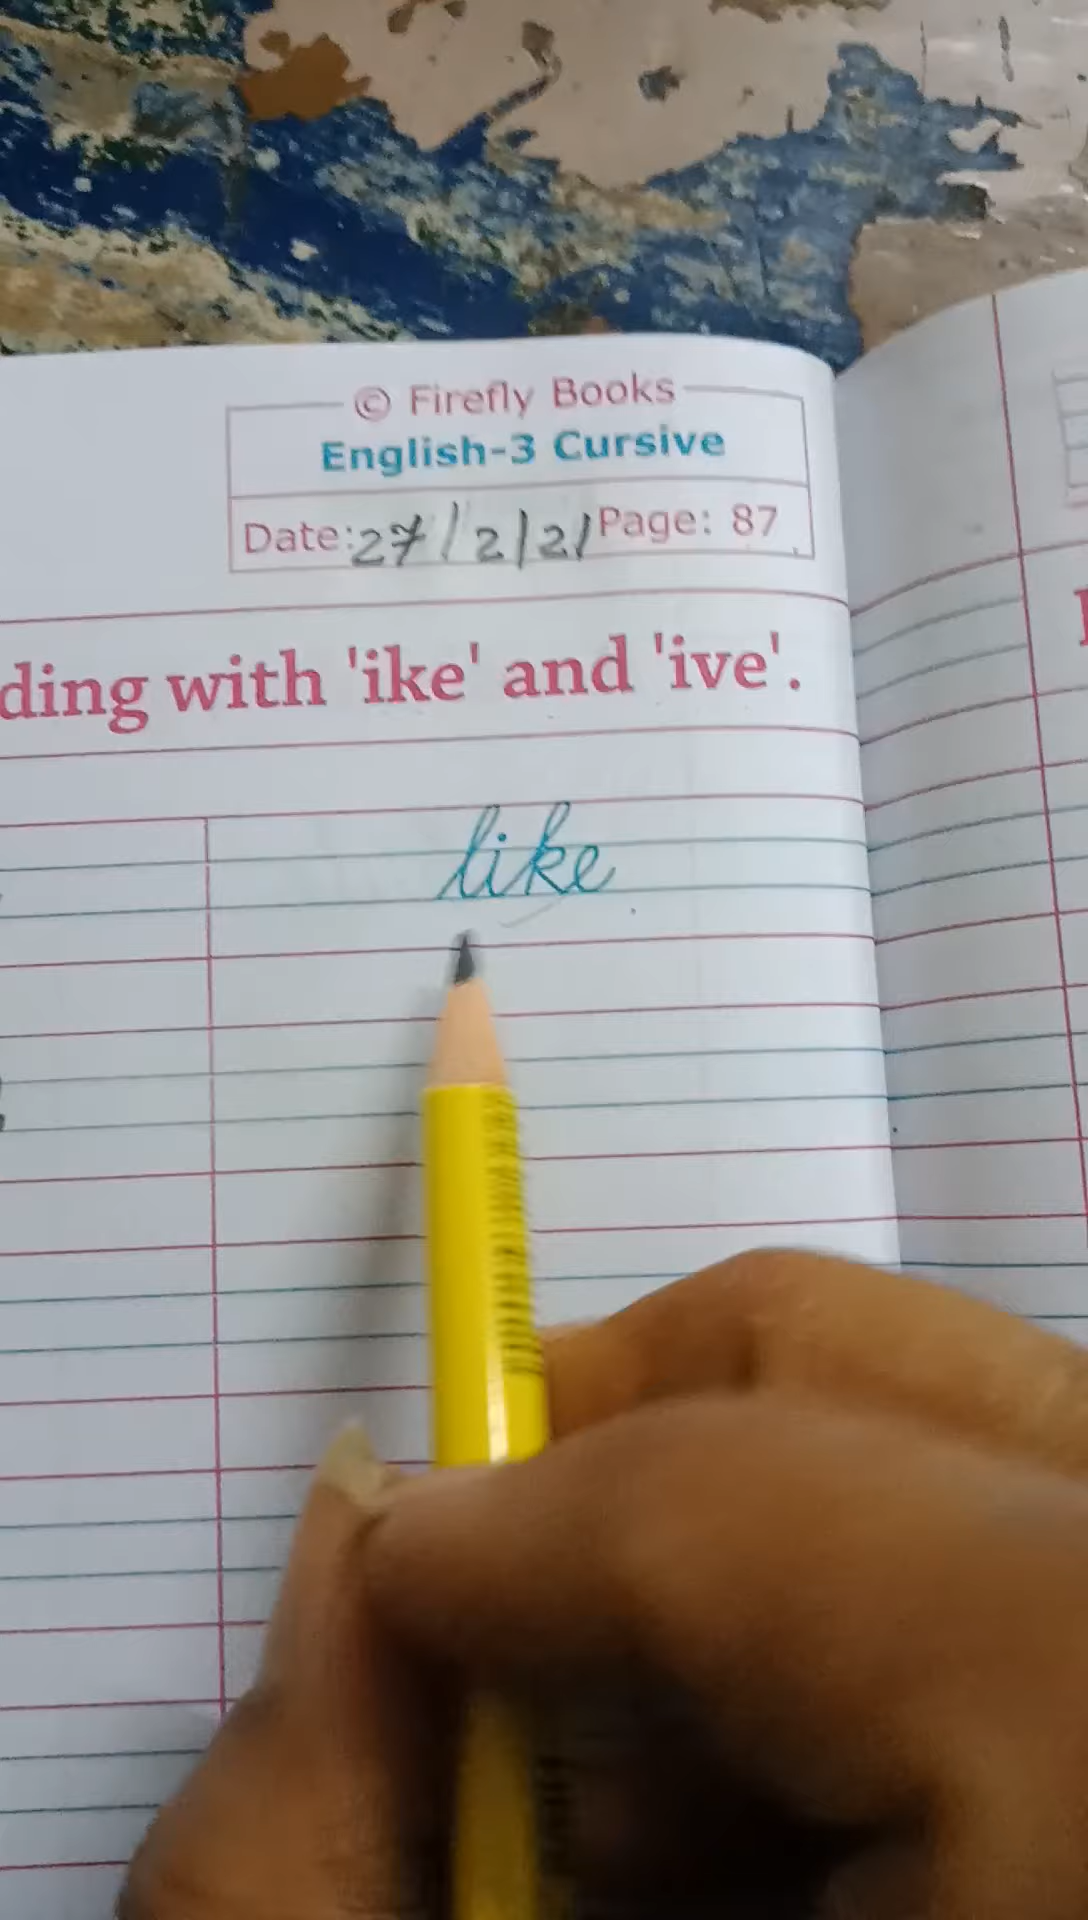 © Firefly Books
English-3 Cursive
Date:27/2/21 Page: 87
ding with 'ike' and 'ive'.
like